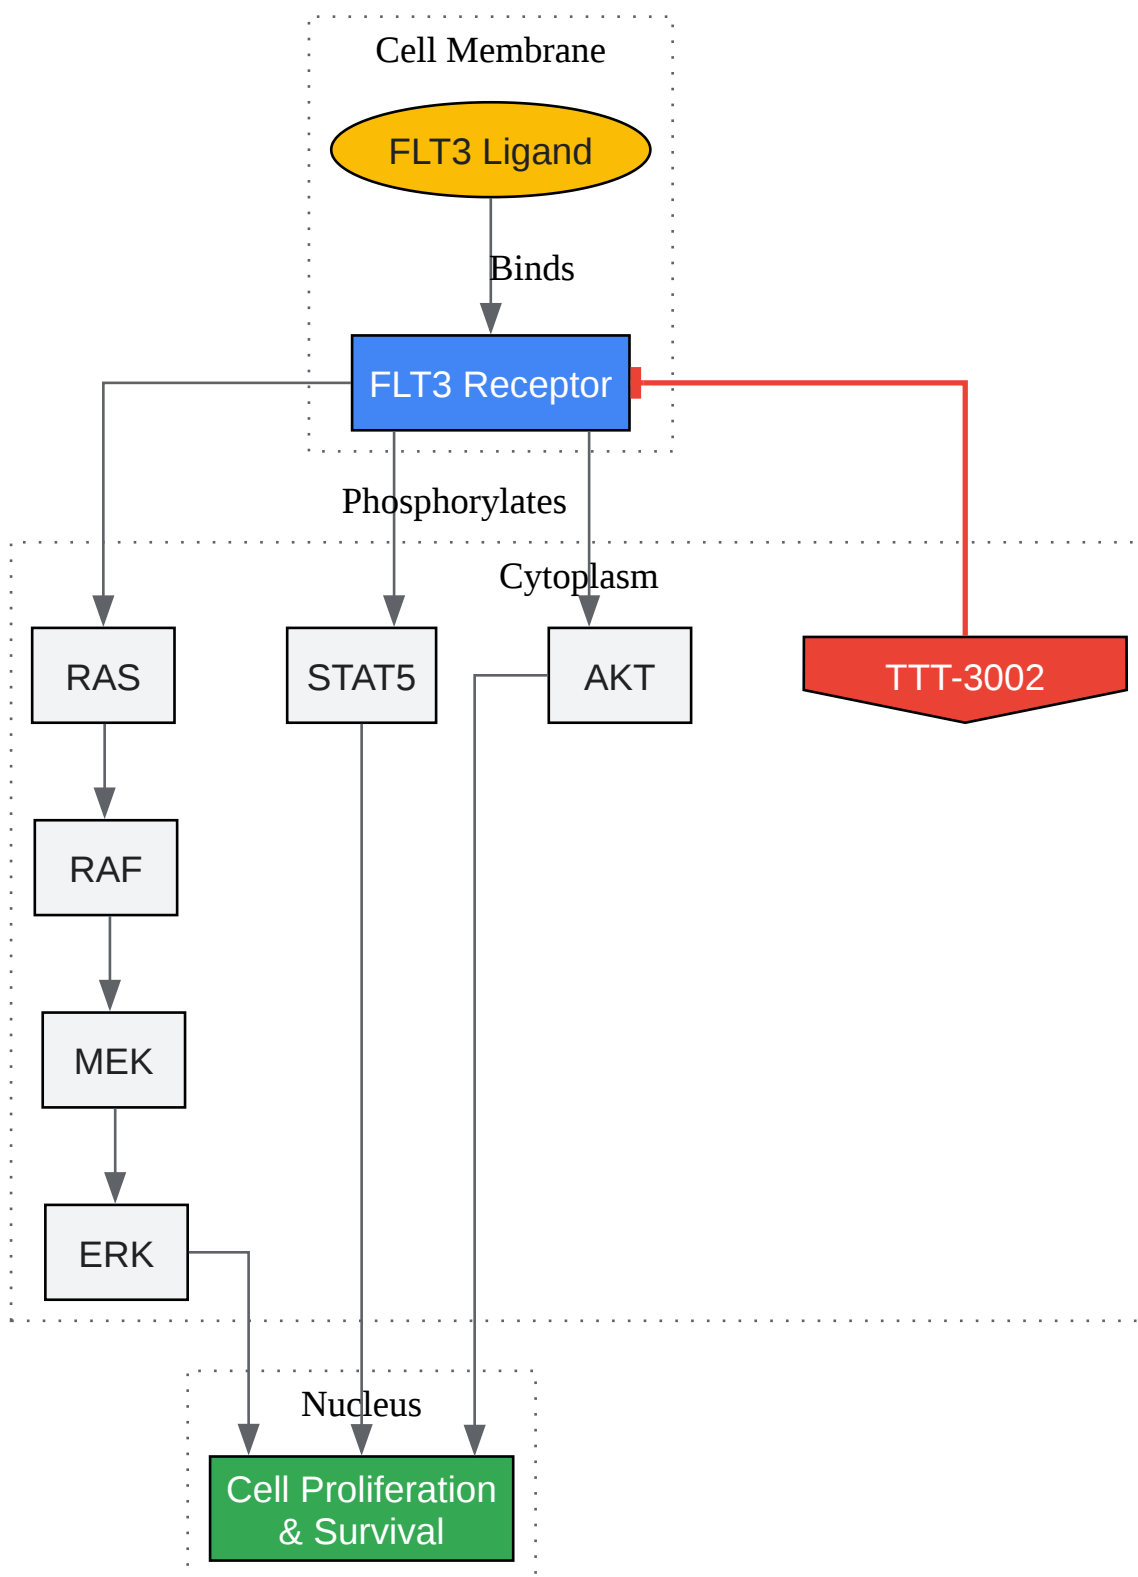 Cell Membrane
FLT3 Ligand
Binds
FLT3 Receptor
Phosphorylates
Cytoplasm
RAS
STAT5
AKT
TTT-3002
RAF
MEK
ERK
Nucleus
Cell Proliferation
& Survival